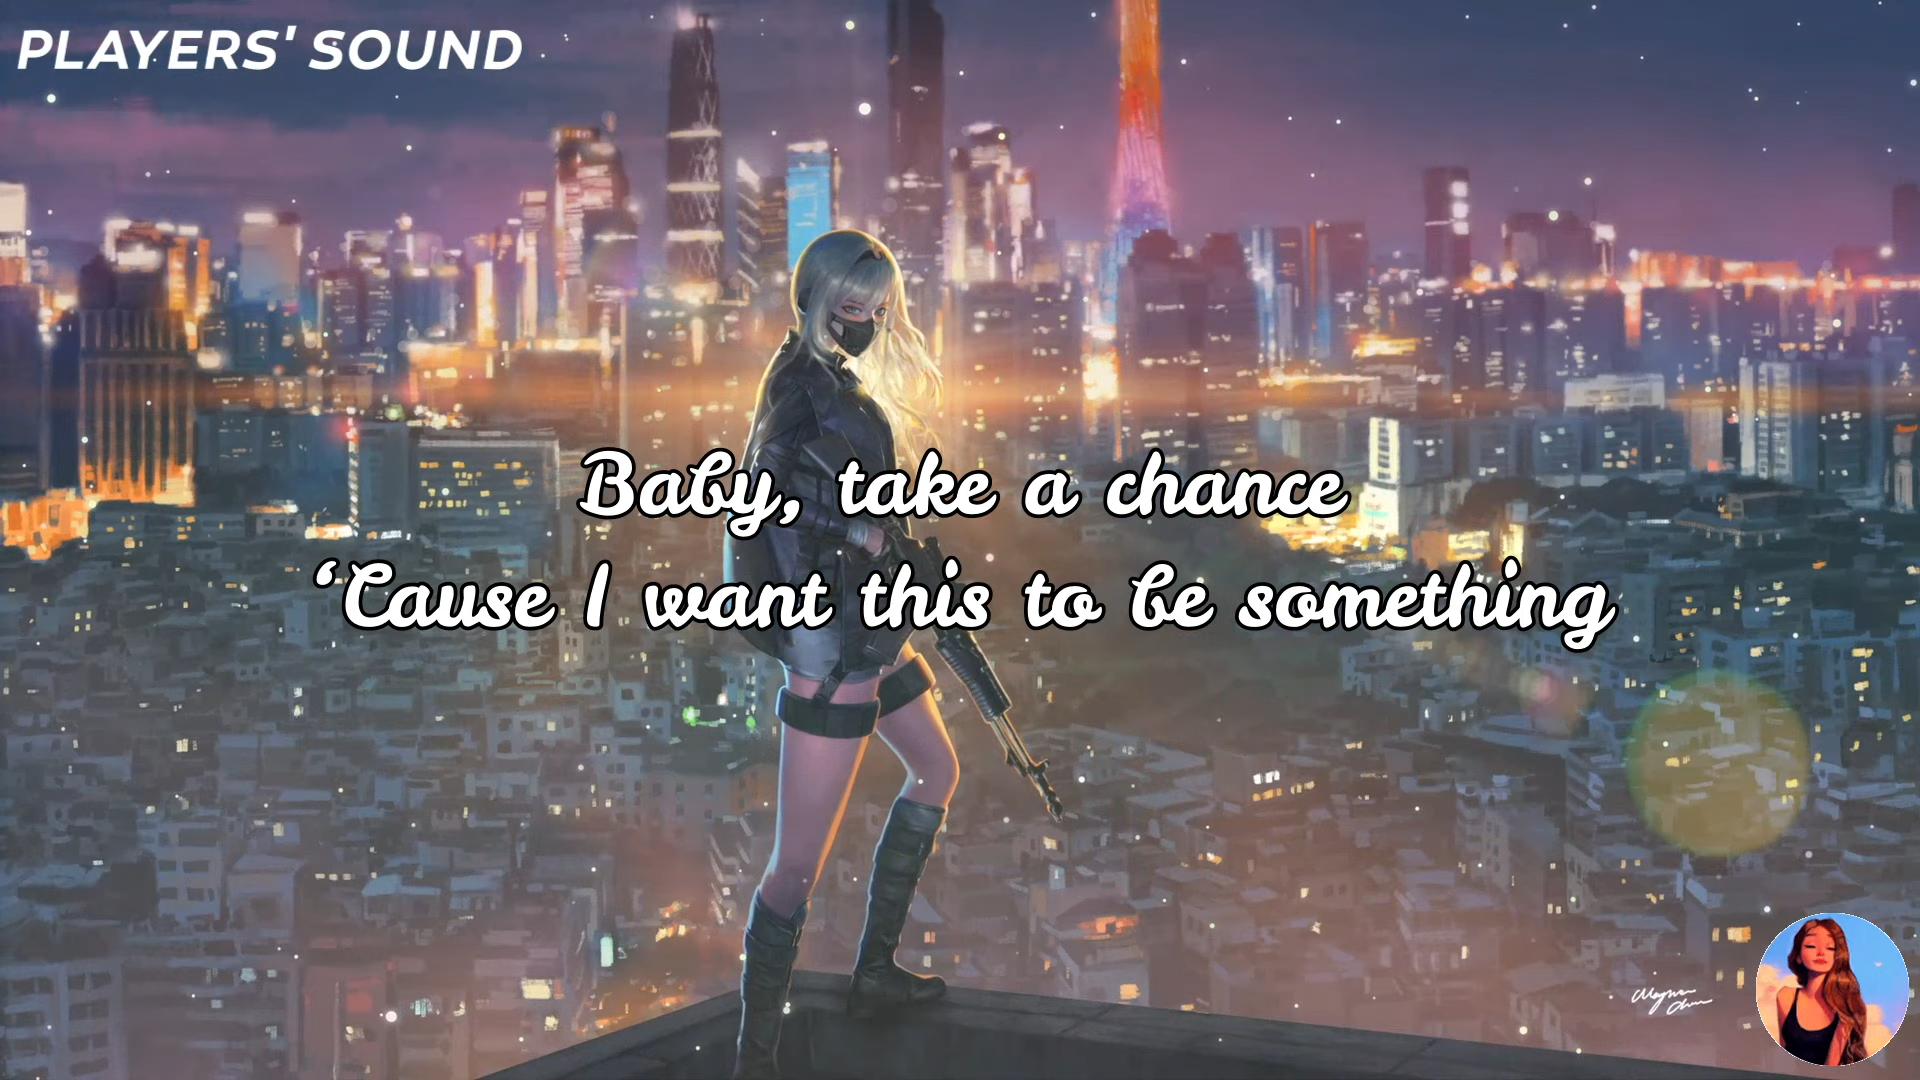 PLAYERS' SOUND
Baby, take a chance
‘Cause I want this to be something